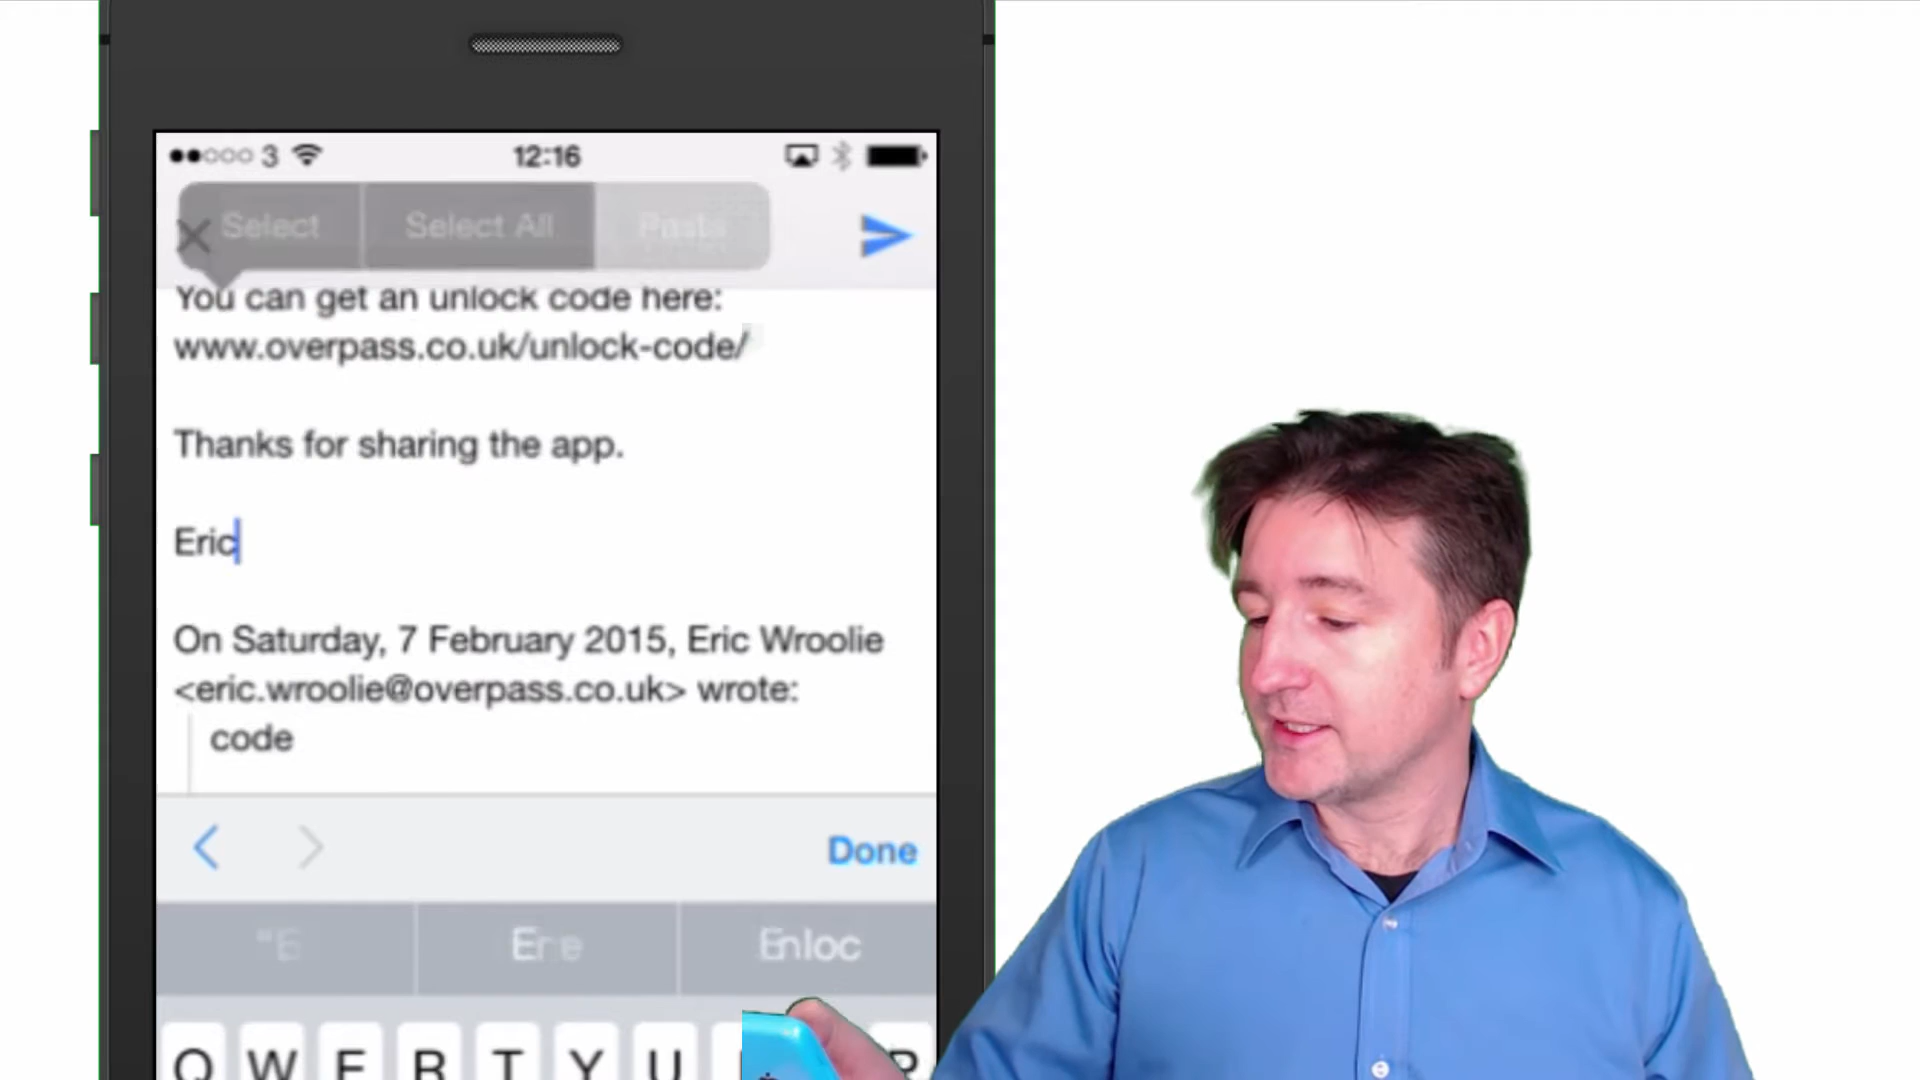 3 12:16
Select Select All Paste
You can get an unlock code here:
www.overpass.co.uk/unlock-code/
Thanks for sharing the app.
Eric
On Saturday, 7 February 2015, Eric Wroolie
<eric.wroolie@overpass.co.uk> wrote:
code
Done
Q W E R T Y U P